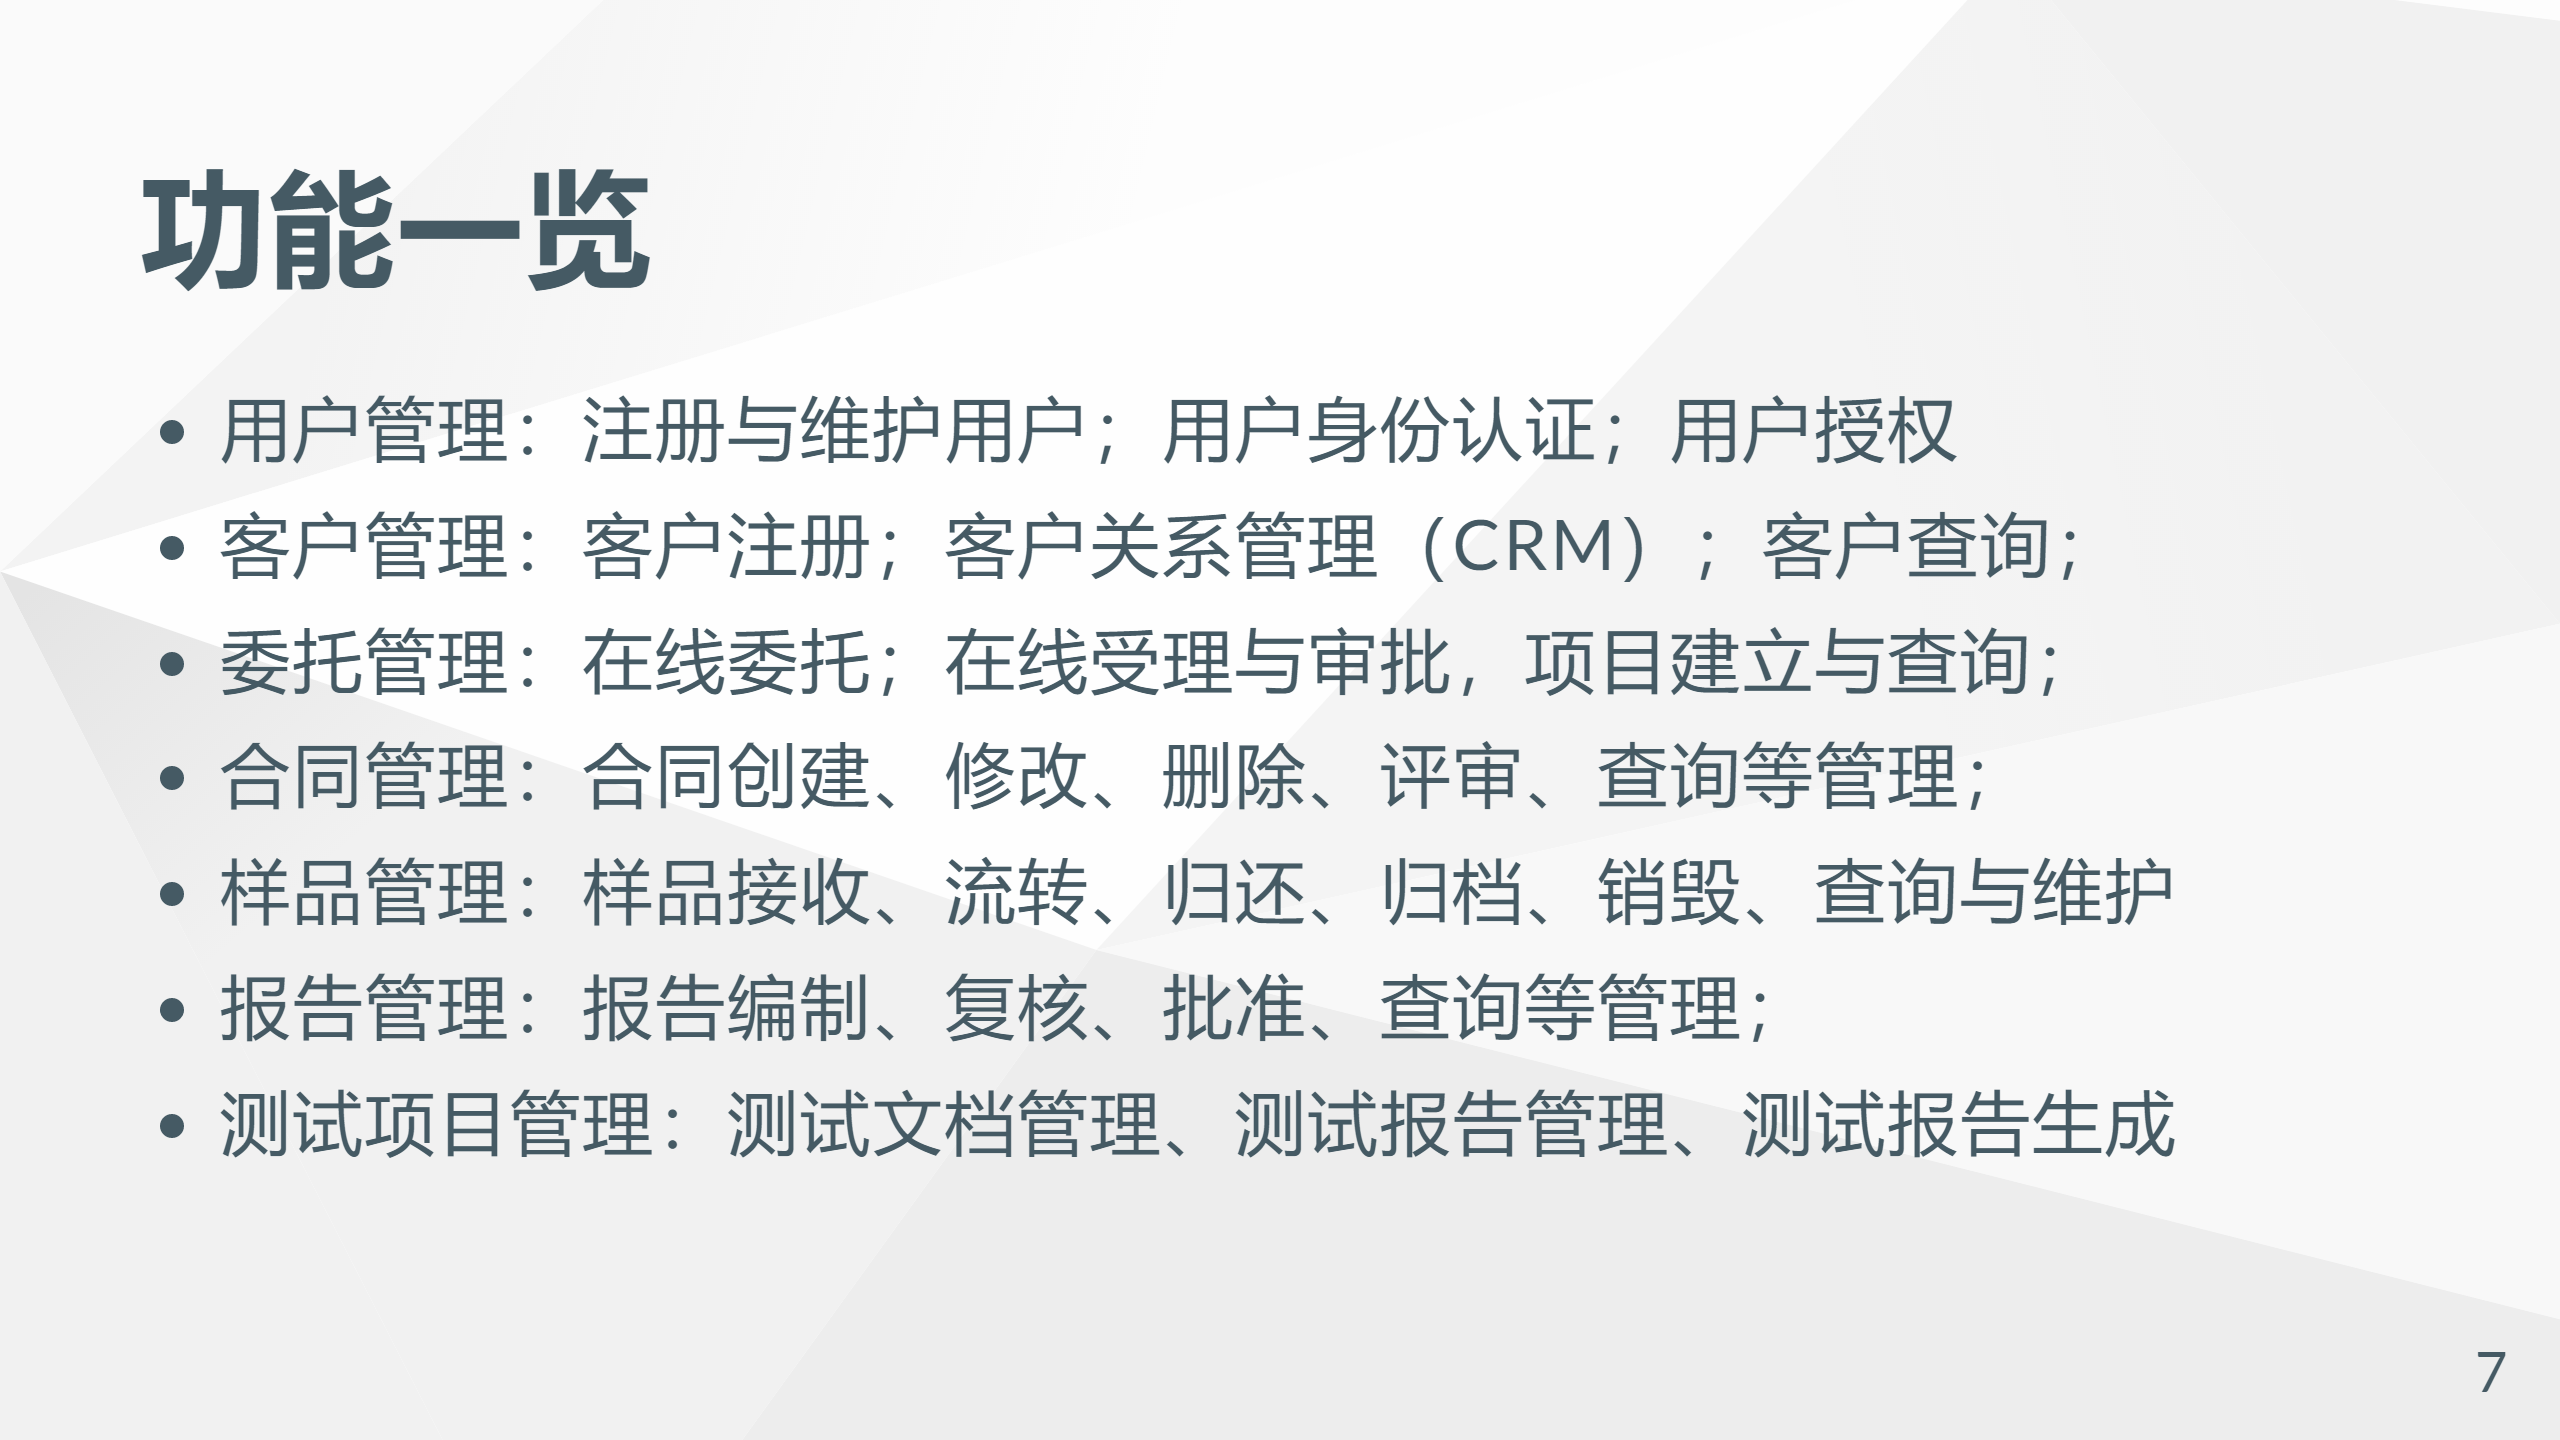 功能一览
• 用户管理：注册与维护用户；用户身份认证；用户授权
• 客户管理：客户注册；客户关系管理（CRM）；客户查询；
• 委托管理：在线委托；在线受理与审批，项目建立与查询；
• 合同管理：合同创建、修改、删除、评审、查询等管理；
• 样品管理：样品接收、流转、归还、归档、销毁、查询与维护
• 报告管理：报告编制、复核、批准、查询等管理；
• 测试项目管理：测试文档管理、测试报告管理、测试报告生成
7